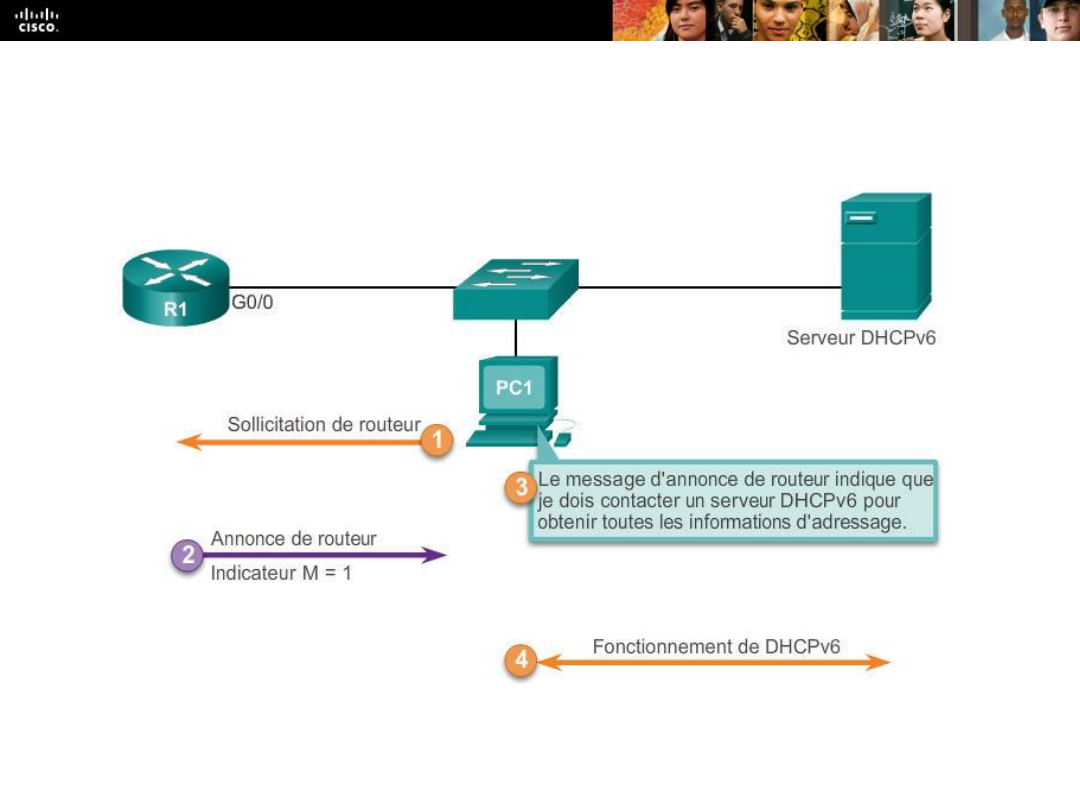 CISCO.
R1
G0/0
Serveur DHCPv6
PC1
Sollicitation de routeur
1
3
Le message d'annonce de routeur indique que
je dois contacter un serveur DHCPv6 pour
obtenir toutes les informations d'adressage.
2
Annonce de routeur
Indicateur M = 1
4
Fonctionnement de DHCPv6